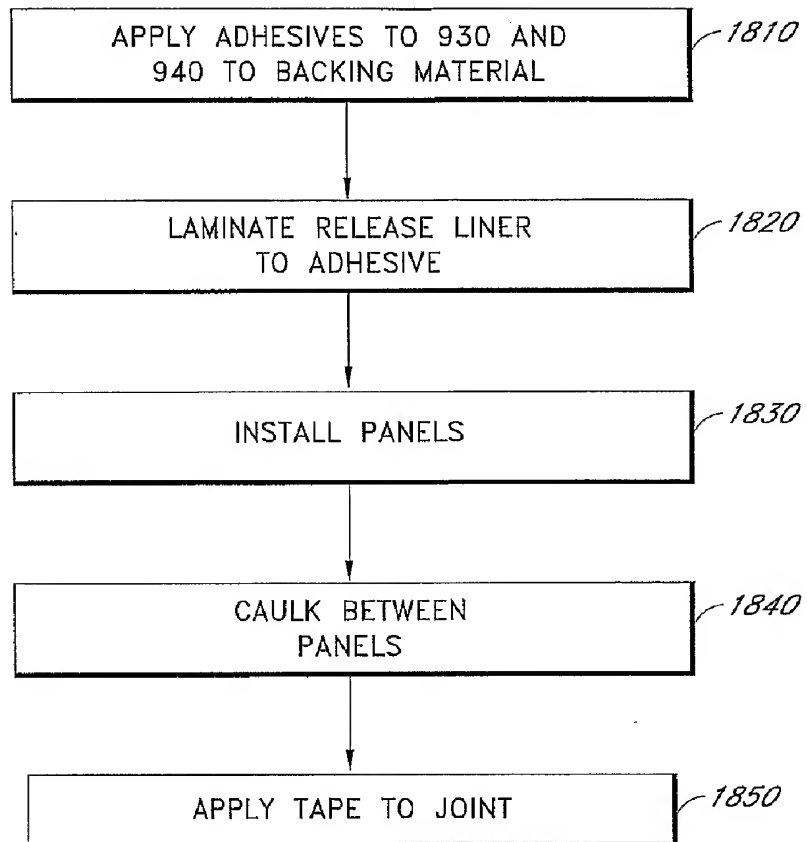 APPLY ADHESIVES TO 930 AND
940 TO BACKING MATERIAL
1810
LAMINATE RELEASE LINER
TO ADHESIVE
1820
INSTALL PANELS
1830
CAULK BETWEEN
PANELS
1840
APPLY TAPE TO JOINT
1850